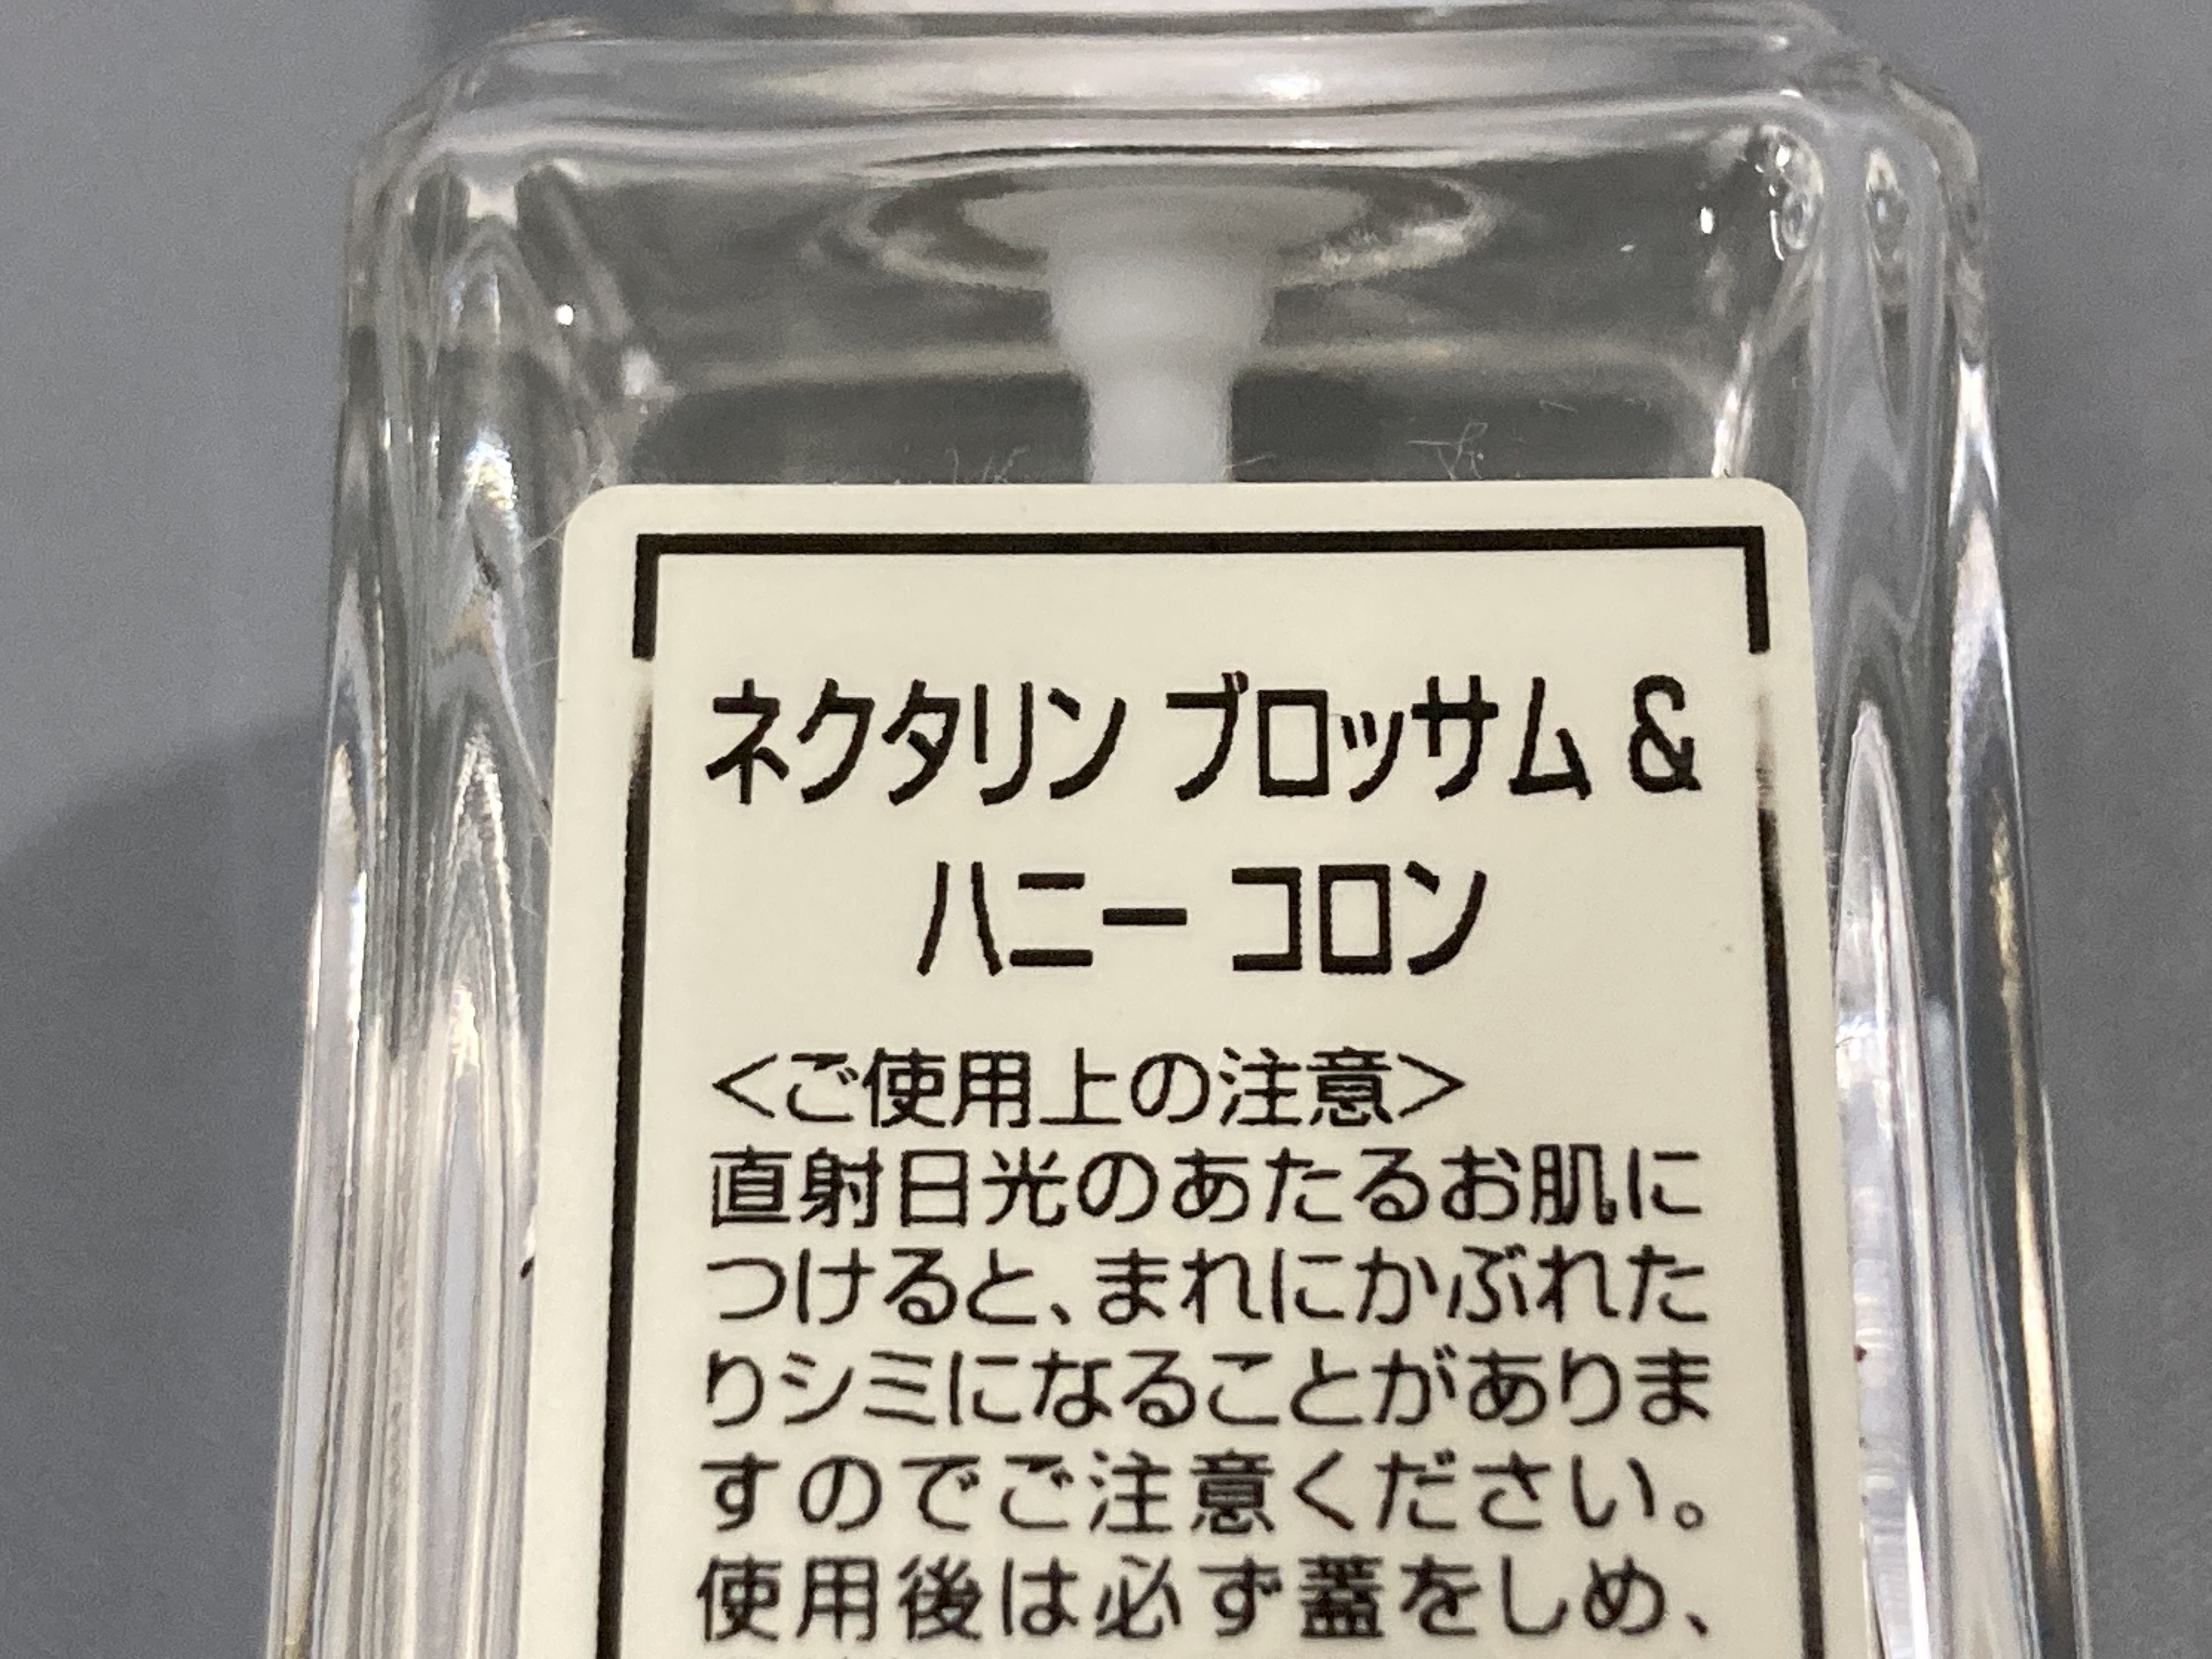 ネクタリン ブロッサム &
ハニー コロン
<ご使用上の注意>
直射日光のあたるお肌に
つけると、まれにかぶれた
りシミになることがありま
すのでご注意ください。
使用後は必ず蓋をしめ、